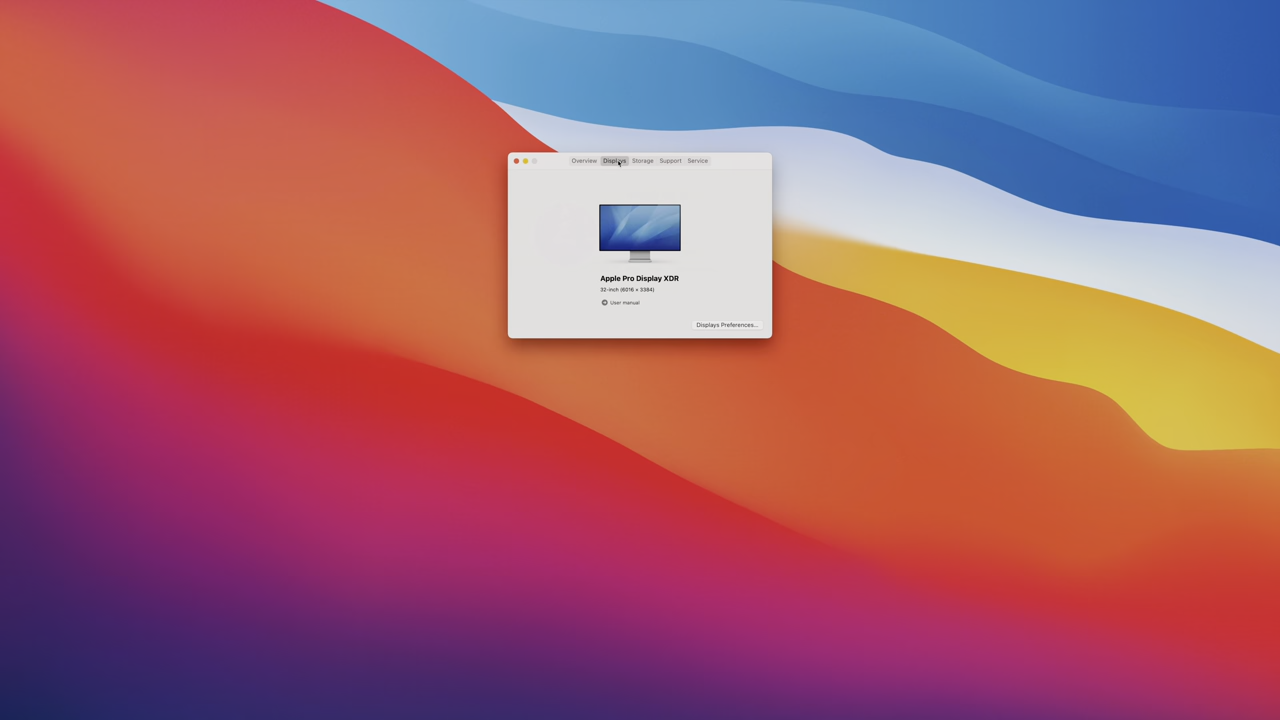 Overview Displays Storage Support Service
Apple Pro Display XDR
32-inch (6016 × 3384)
User manual
Displays Preferences...